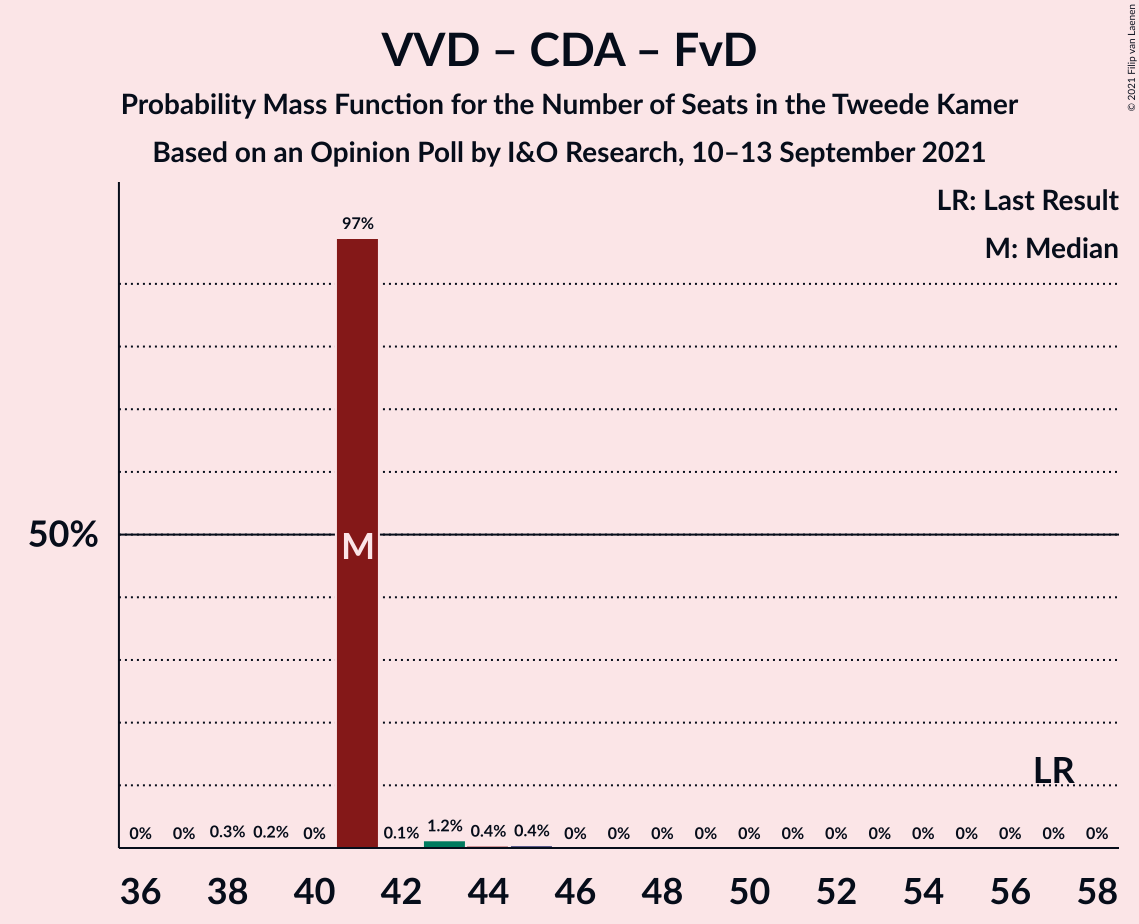 VVD – CDA – FvD
Probability Mass Function for the Number of Seats in the Tweede Kamer
Based on an Opinion Poll by I&O Research, 10–13 September 2021
© 2021 Filip van Laenen
LR: Last Result
M: Median
97%
50%
M
LR
0% 0% 0.3% 0.2% 0% 0.1% 1.2% 0.4% 0.4% 0% 0% 0% 0% 0% 0% 0% 0% 0% 0% 0% 0% 0%
36 38 40 42 44 46 48 50 52 54 56 58